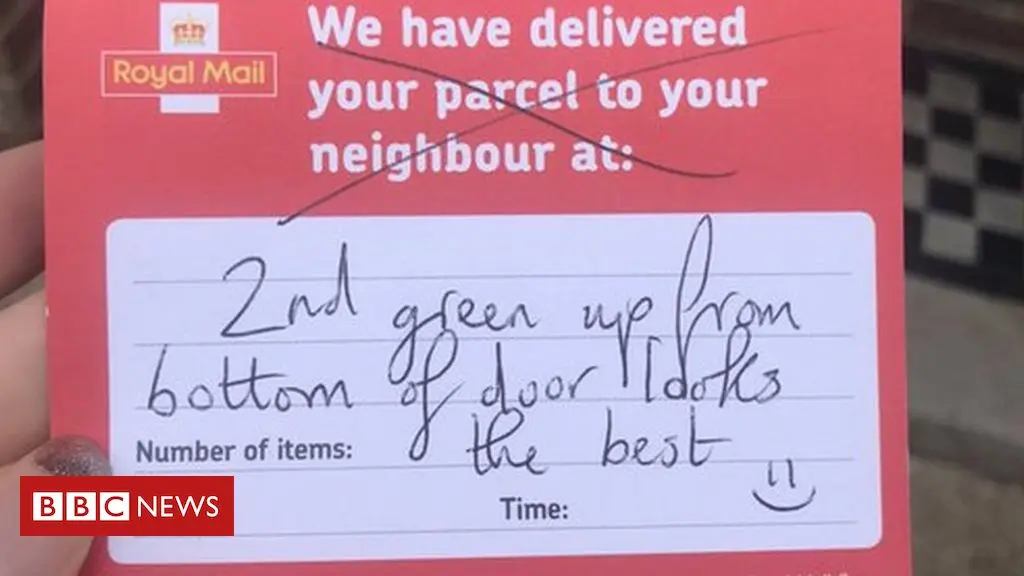 Royal Mail
We have delivered
your parcel to your
neighbour at:
2nd green up from
bottom of door looks
the best
Number of items:
Time:
BBC NEWS